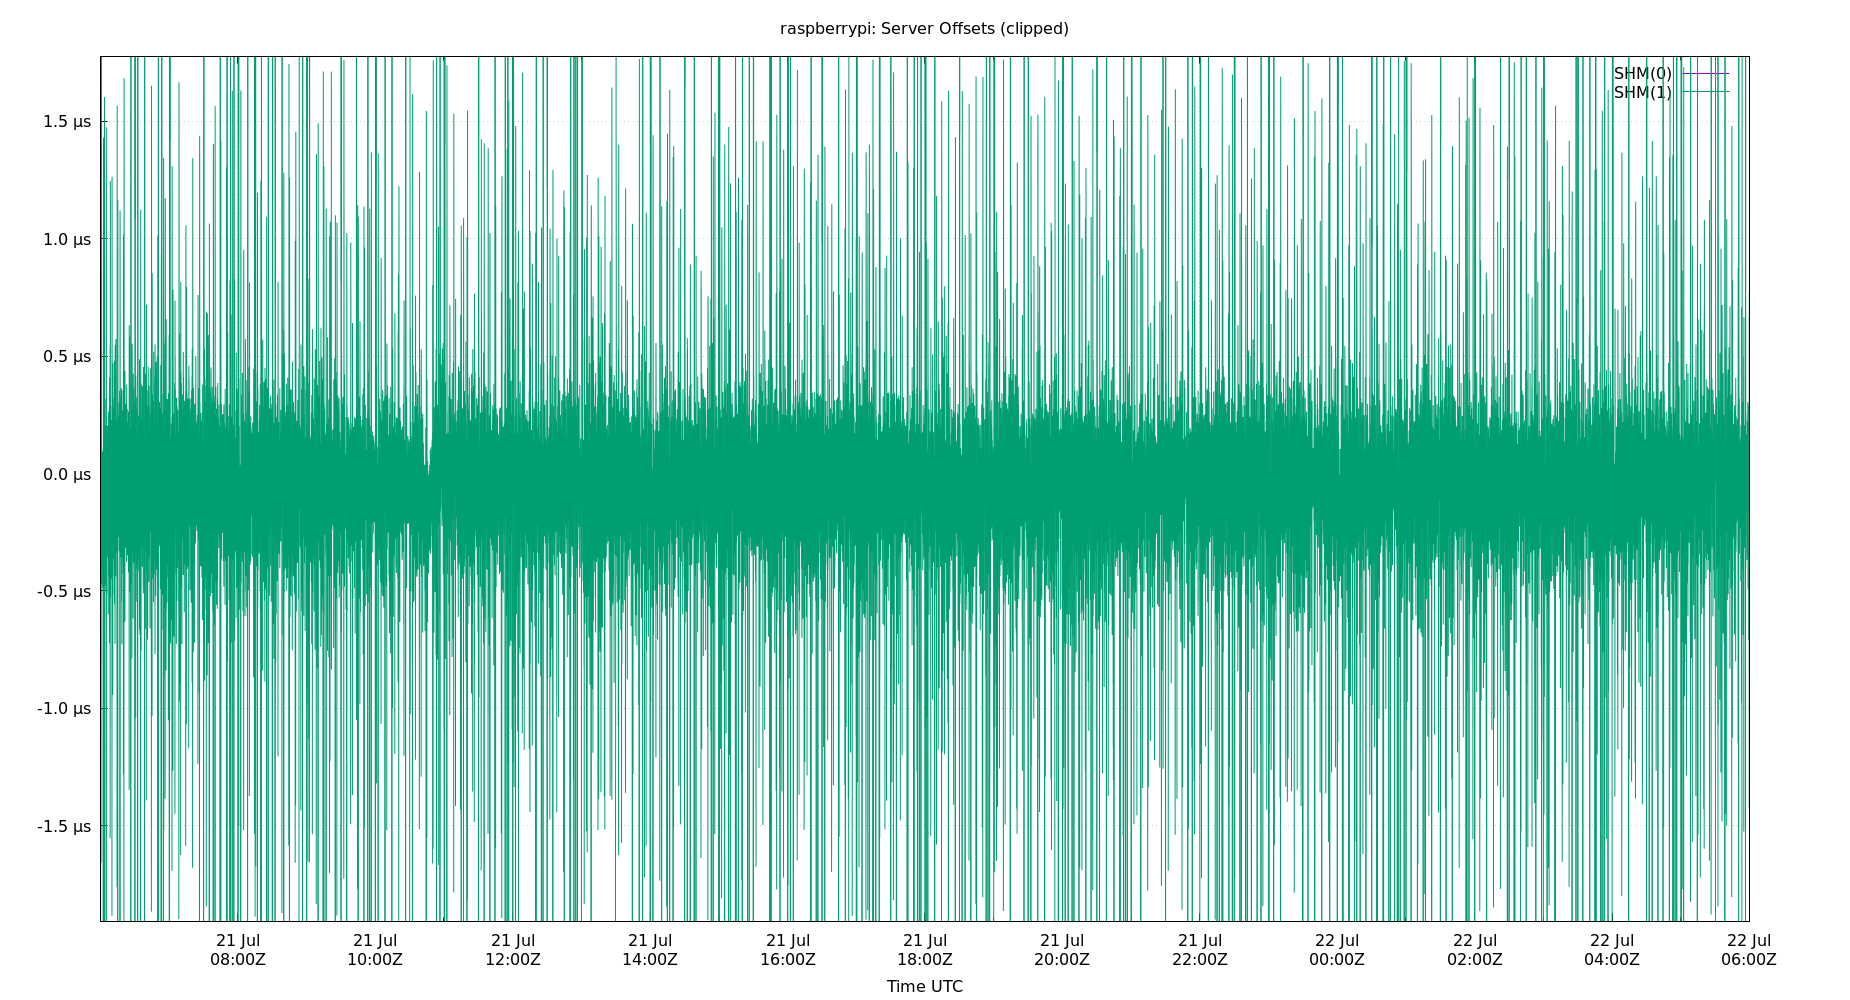 raspberrypi: Server Offsets (clipped)
SHM(0)
SHM(1)
1.5 µs
1.0 µs
0.5 µs
0.0 µs
-0.5 µs
-1.0 µs
-1.5 µs
21 Jul 21 Jul 21 Jul 21 Jul 21 Jul 21 Jul 21 Jul 21 Jul 22 Jul 22 Jul 22 Jul 22 Jul
08:00Z 10:00Z 12:00Z 14:00Z 16:00Z 18:00Z 20:00Z 22:00Z 00:00Z 02:00Z 04:00Z 06:00Z
Time UTC